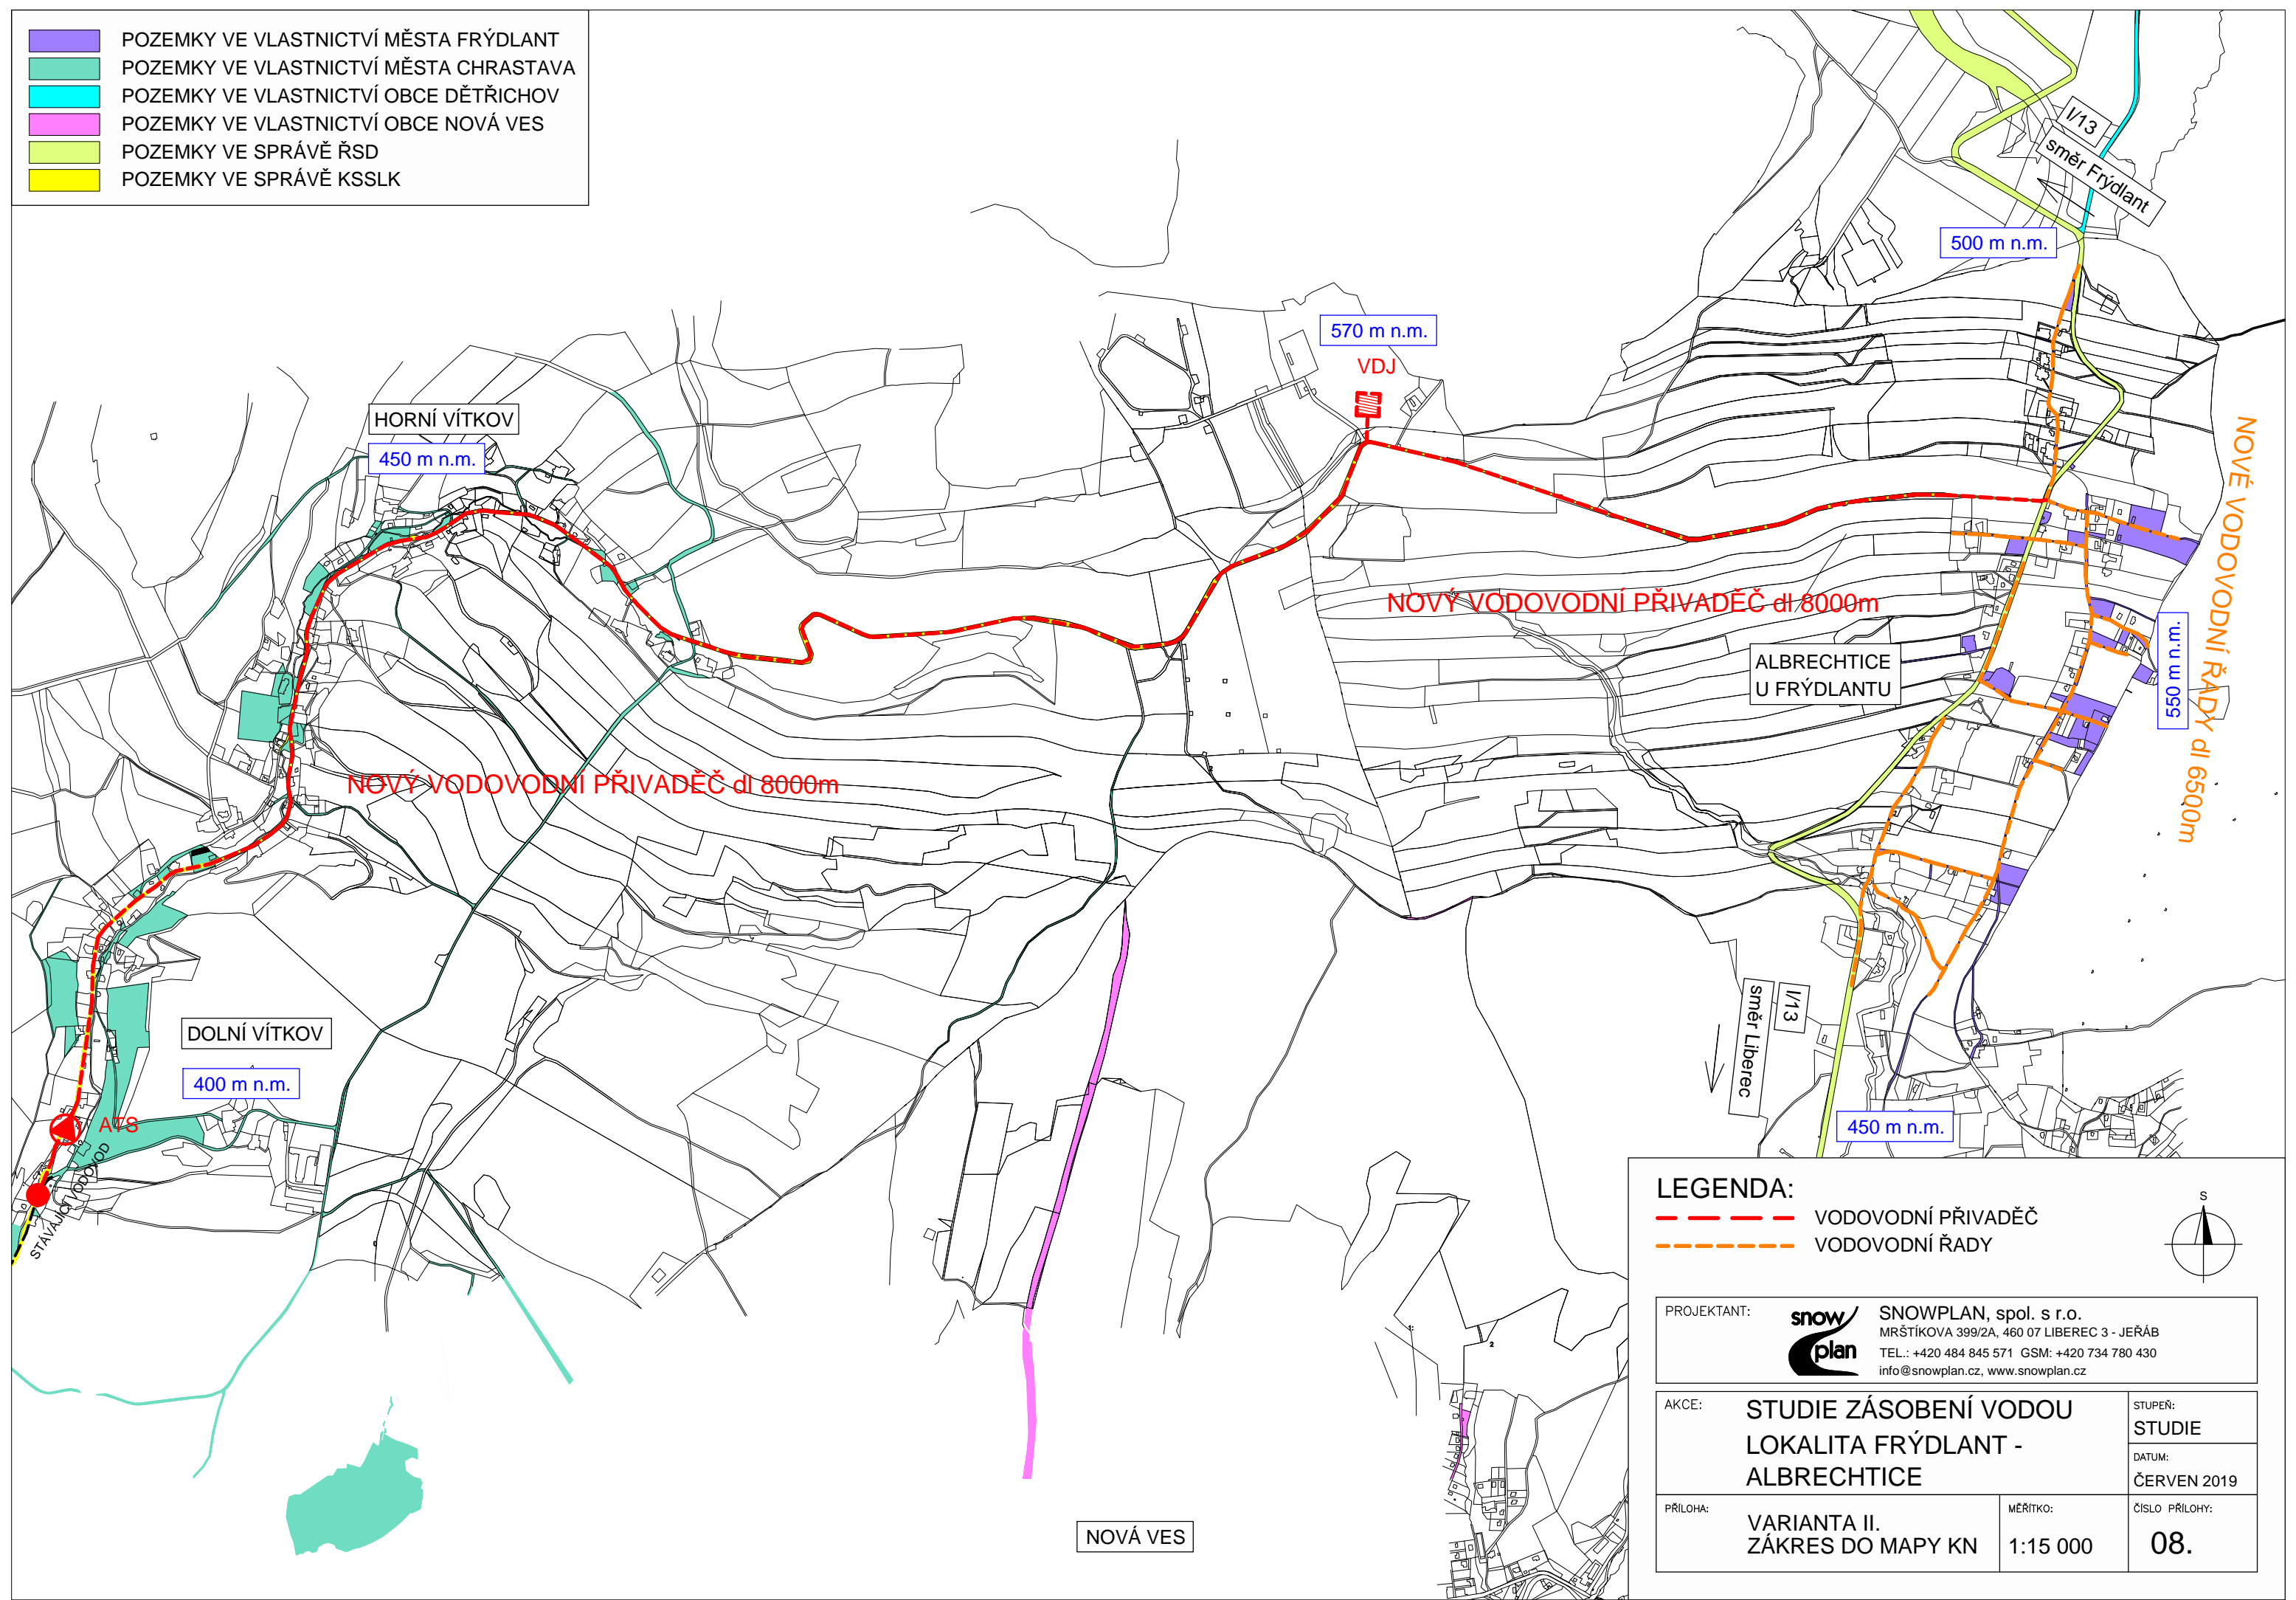 POZEMKY VE VLASTNICTVÍ MĚSTA FRÝDLANT
POZEMKY VE VLASTNICTVÍ MĚSTA CHRASTAVA
POZEMKY VE VLASTNICTVÍ OBCE DĚTŘICHOV
POZEMKY VE VLASTNICTVÍ OBCE NOVÁ VES
POZEMKY VE SPRÁVĚ ŘSD
POZEMKY VE SPRÁVĚ KSSLK
I/13
směr Frýdlant
500 m n.m.
570 m n.m.
VDJ
HORNÍ VÍTKOV
450 m n.m.
NOVÉ VODOVODNÍ ŘADY dl 6500m
NOVÝ VODOVODNÍ PŘIVADĚČ dl 8000m
ALBRECHTICE
U FRÝDLANTU
550 m n.m.
NOVÝ VODOVODNÍ PŘIVADĚČ dl 8000m
DOLNÍ VÍTKOV
400 m n.m.
I/13
směr Liberec
ATS
STÁVAJÍCÍ VODOVOD
450 m n.m.
NOVÁ VES
LEGENDA:
VODOVODNÍ PŘIVADĚČ
VODOVODNÍ ŘADY
S
PROJEKTANT:
snow
plan
SNOWPLAN, spol. s r.o.
MRŠTÍKOVA 399/2A, 460 07 LIBEREC 3 - JEŘÁB
TEL.: +420 484 845 571 GSM: +420 734 780 430
info@snowplan.cz, www.snowplan.cz
AKCE:
STUDIE ZÁSOBENÍ VODOU
LOKALITA FRÝDLANT -
ALBRECHTICE
STUPEŇ:
STUDIE
DATUM:
ČERVEN 2019
PŘÍLOHA:
VARIANTA II.
ZÁKRES DO MAPY KN
MĚŘÍTKO:
1:15 000
ČÍSLO PŘÍLOHY:
08.